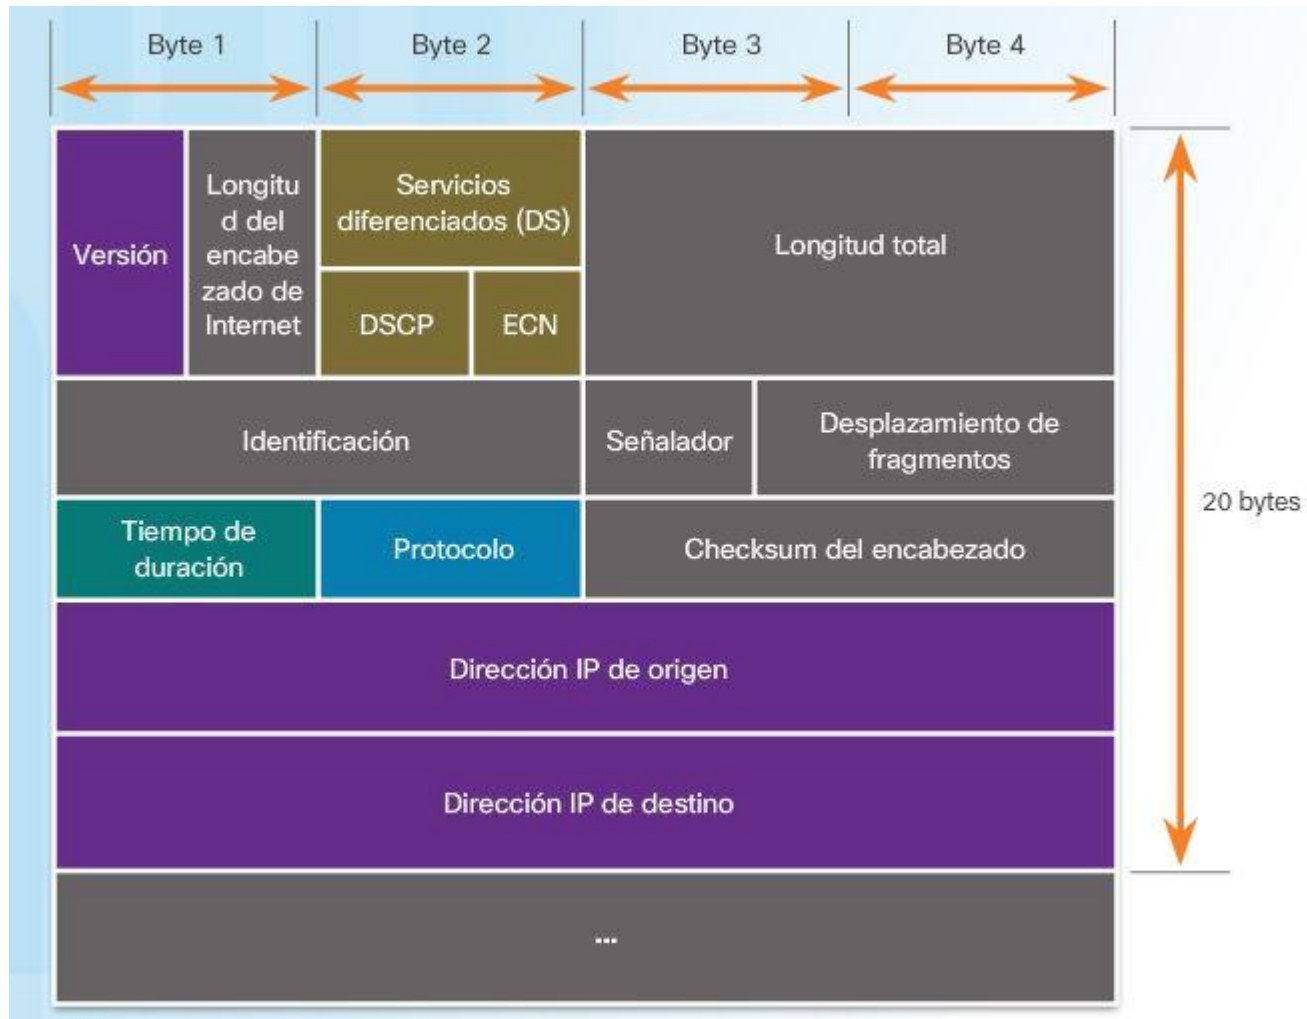 Byte 1
Byte 2
Byte 3
Byte 4
Versión
Longitu
d del
encabe
zado de
Internet
Servicios
diferenciados (DS)
DSCP
ECN
Longitud total
Identificación
Señalador
Desplazamiento de
fragmentos
20 bytes
Tiempo de
duración
Protocolo
Checksum del encabezado
Dirección IP de origen
Dirección IP de destino
...